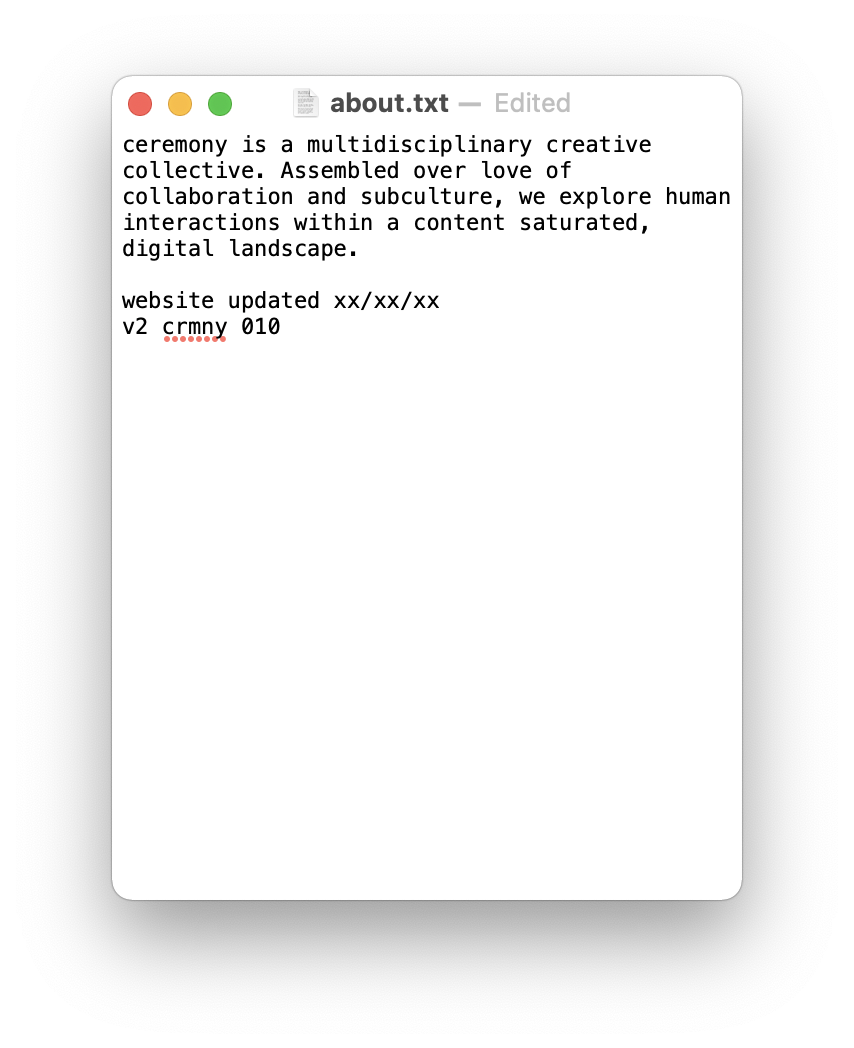 about.txt — Edited
ceremony is a multidisciplinary creative
collective. Assembled over love of
collaboration and subculture, we explore human
interactions within a content saturated,
digital landscape.
website updated xx/xx/xx
v2 crmny 010